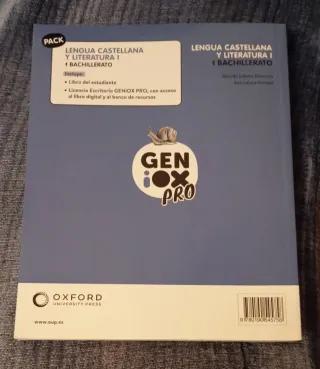 PACK
LENGUA CASTELLANA
Y LITERATURA I
1 BACHILLERATO
Incluye:
• Libro del estudiante
• Licencia Escritorio GENIOX PRO, con acceso
al libro digital y al banco de recursos
LENGUA CASTELLANA
Y LITERATURA I
1 BACHILLERATO
GEN
iOX
PRO
OXFORD
UNIVERSITY PRESS
www.oup.es